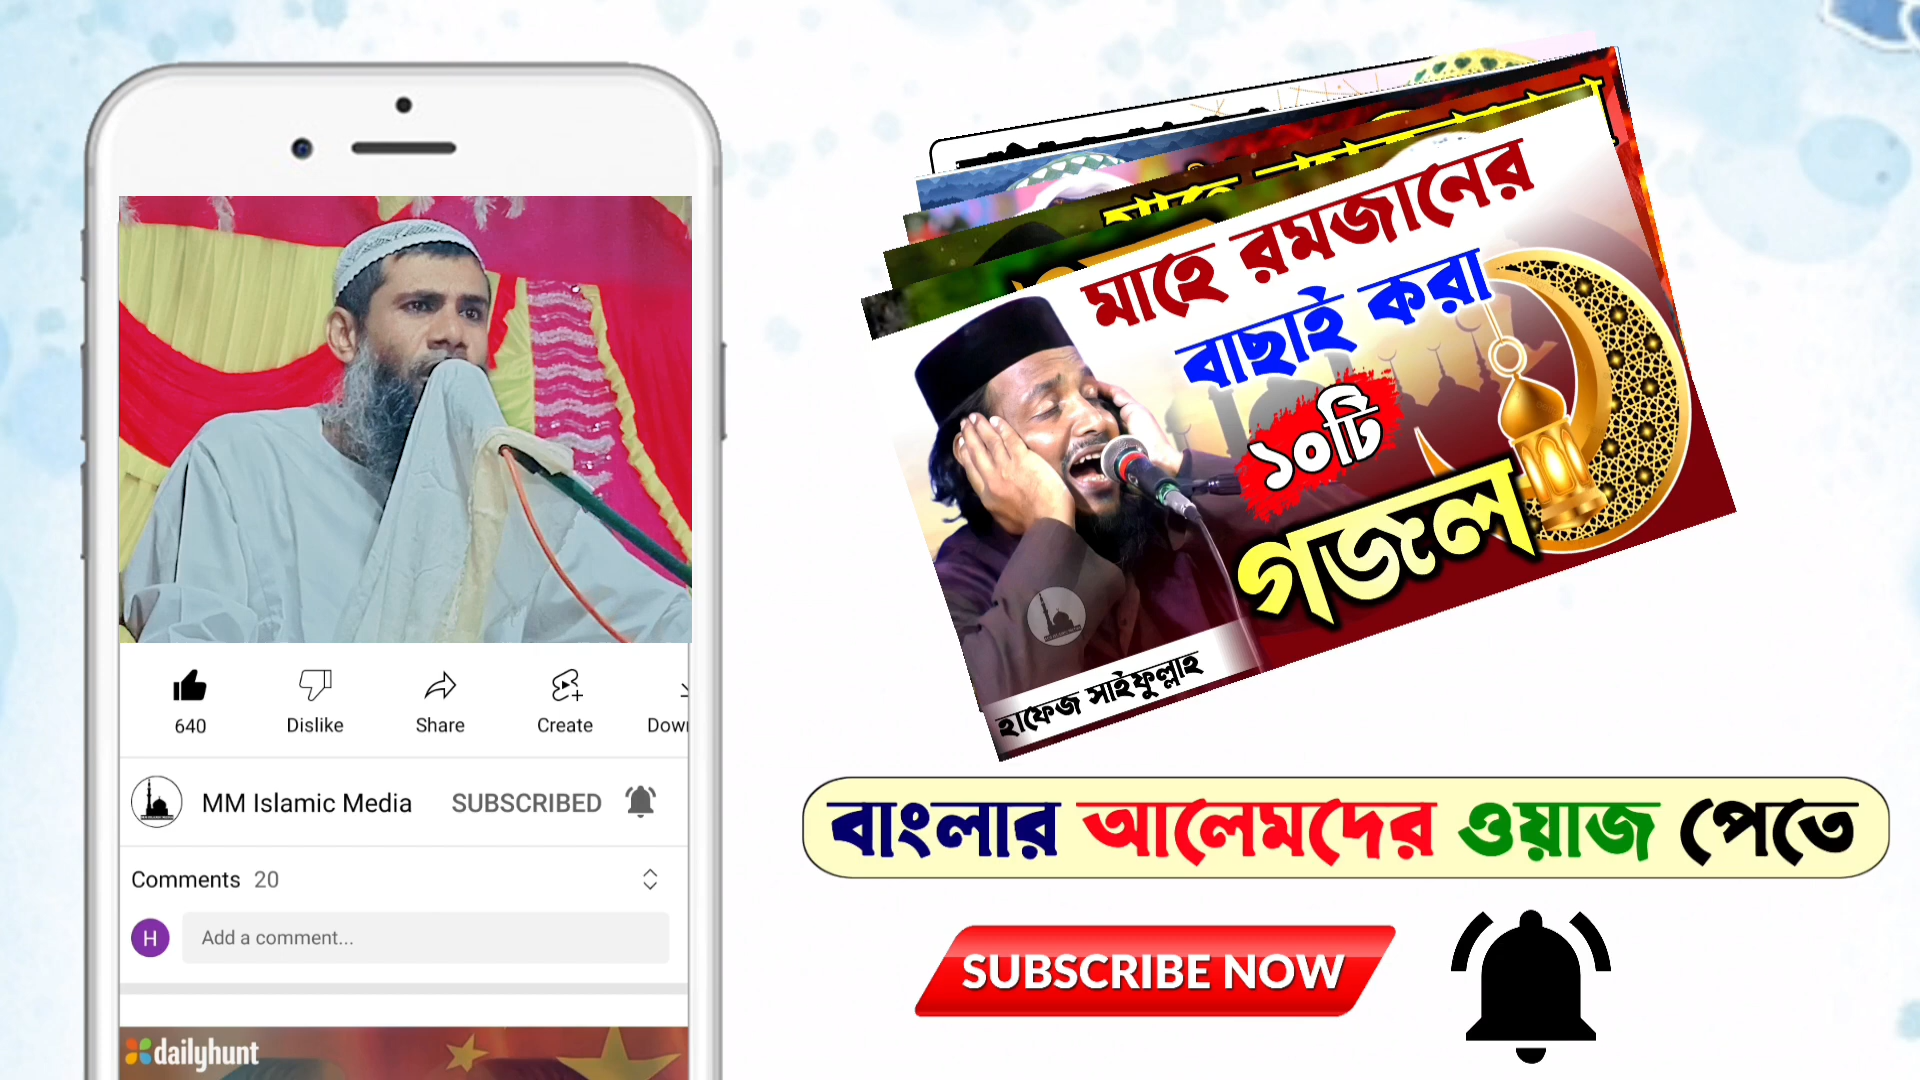 640
Dislike
Share
Create
Dow
MM Islamic Media
SUBSCRIBED
Comments 20
H
Add a comment...
dailyhunt
মাহে রমজানের
বাছাই করা
১০টি
গজল
হাফেজ সাইফুল্লাহ
বাংলার আলেমদের ওয়াজ পেতে
SUBSCRIBE NOW